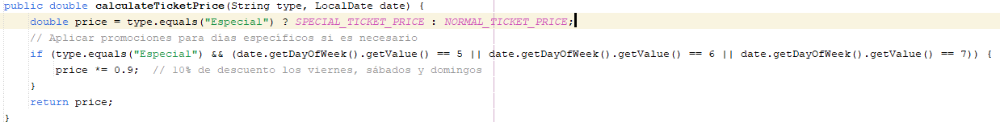 public double calculateTicketPrice(String type, LocalDate date) {
    double price = type.equals("Especial") ? SPECIAL_TICKET_PRICE : NORMAL_TICKET_PRICE;
    // Aplicar promociones para días específicos si es necesario
    if (type.equals("Especial") && (date.getDayOfWeek().getValue() == 5 || date.getDayOfWeek().getValue() == 6 || date.getDayOfWeek().getValue() == 7)) {
        price *= 0.9;  // 10% de descuento los viernes, sábados y domingos
    }
    return price;
}